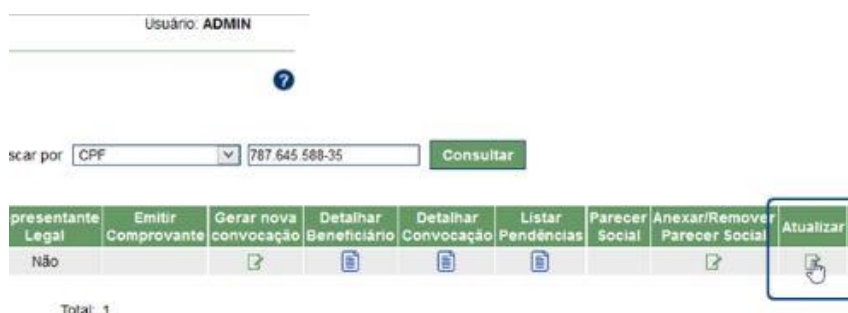 Usuário: ADMIN
?
scar por CPF 787.645.588-35 Consultar
presentante Emitir Gerar nova Detalhar Detalhar Listar Parecer Anexar/Remover Atualizar
Legal Comprovante convocação Beneficiário Convocação Pendências Social Parecer Social
Não
Total: 1